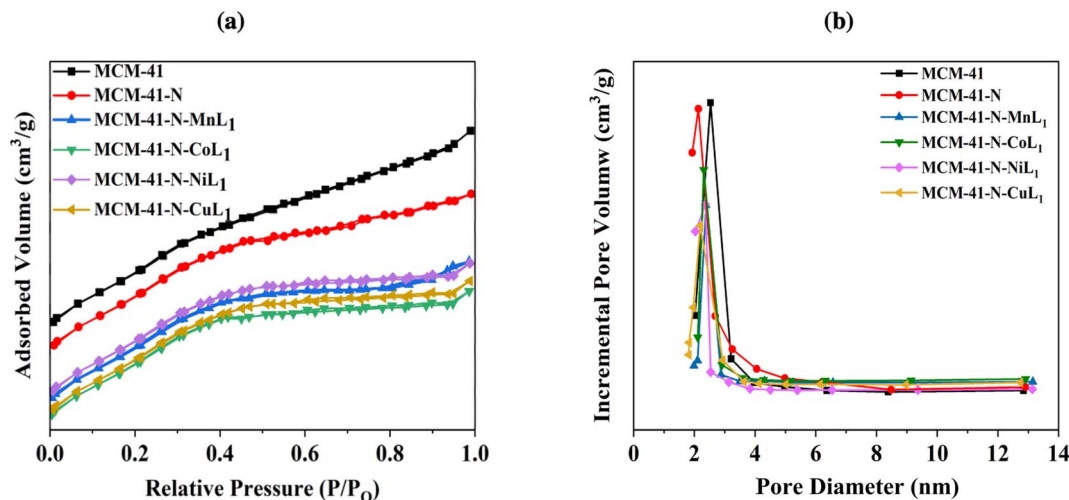 (a)
MCM-41
MCM-41-N
MCM-41-N-MnL1
MCM-41-N-CoL1
MCM-41-N-NiL1
MCM-41-N-CuL1
Adsorbed Volume (cm³/g)
0.0 0.2 0.4 0.6 0.8 1.0
Relative Pressure (P/PO)
(b)
MCM-41
MCM-41-N
MCM-41-N-MnL1
MCM-41-N-CoL1
MCM-41-N-NiL1
MCM-41-N-CuL1
Incremental Pore Volumw (cm³/g)
0 2 4 6 8 10 12 14
Pore Diameter (nm)